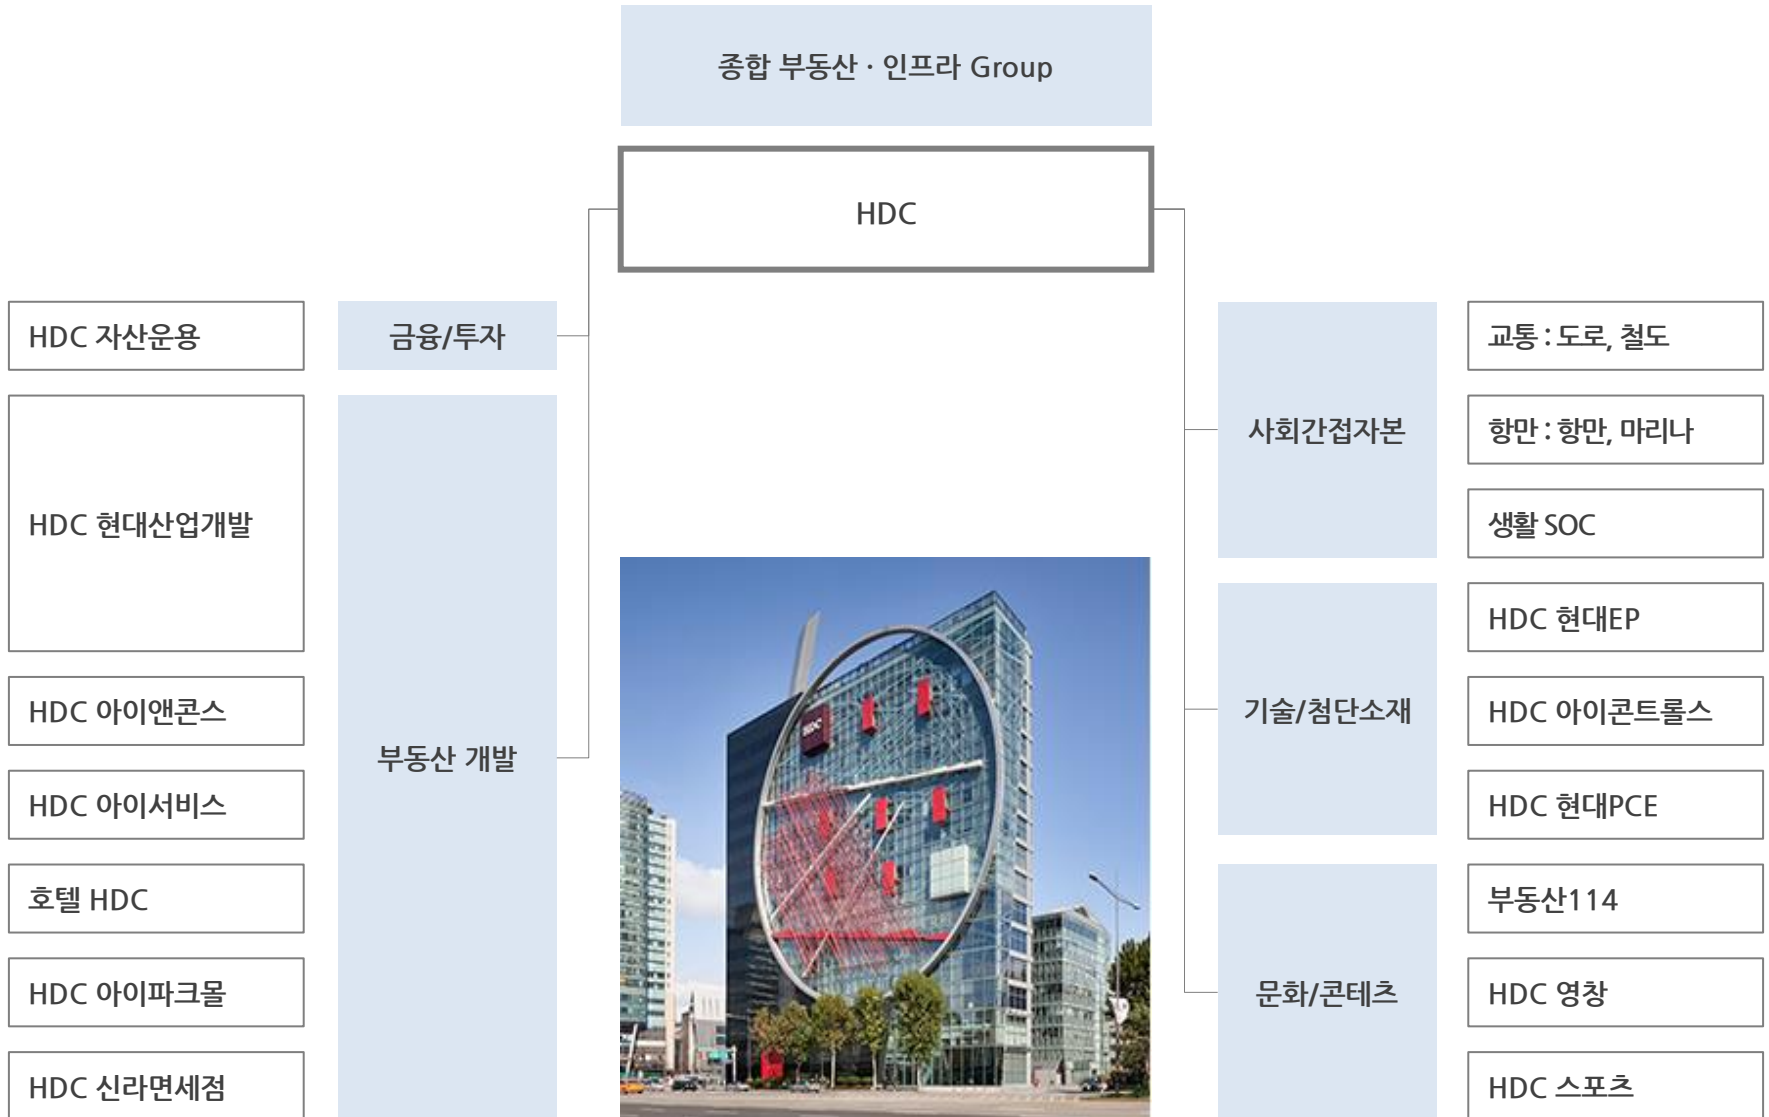 종합 부동산 · 인프라 Group
HDC
HDC 자산운용
금융/투자
HDC 현대산업개발
HDC 아이앤콘스
HDC 아이서비스
호텔 HDC
HDC 아이파크몰
HDC 신라면세점
부동산 개발
사회간접자본
교통 : 도로, 철도
항만 : 항만, 마리나
생활 SOC
기술/첨단소재
HDC 현대EP
HDC 아이콘트롤스
HDC 현대PCE
문화/콘테츠
부동산114
HDC 영창
HDC 스포츠
HDC